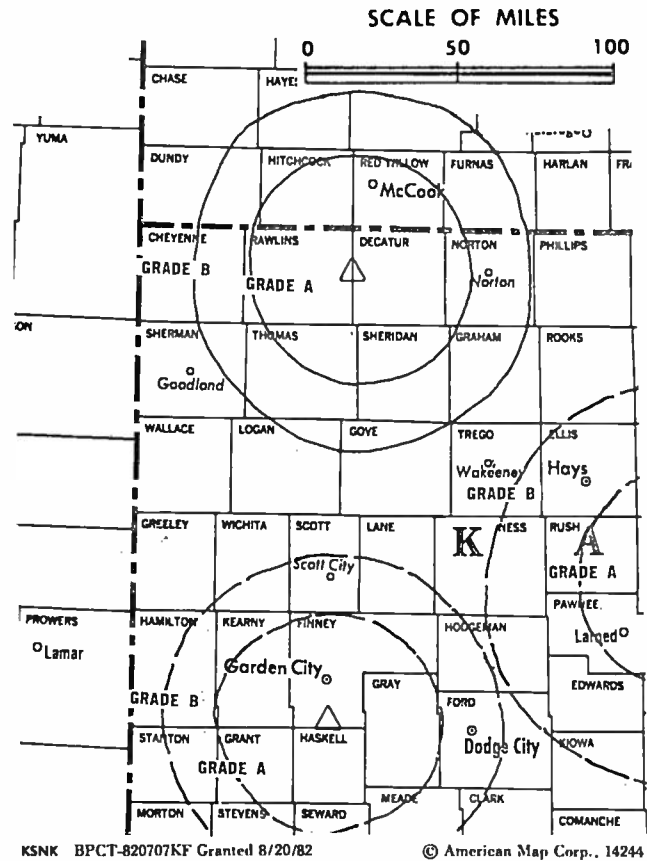 SCALE OF MILES
0 50 100
CHASE
YUMA
DUNDY HITCHCOCK RED WILLOW FURNAS HARLAN
McCook
CHEYENNE RAWLINS DECATUR NORTON PHILLIPS
GRADE B GRADE A Norton
SHERMAN THOMAS SHERIDAN GRAHAM ROOKS
Goodland
WALLACE LOGAN GOVE TREGO ELLIS
Wakeeney Hays
GRADE B
GREELEY WICHITA SCOTT LANE NESS RUSH
K A
Scott City
GRADE A
PROWERS HAMILTON KEARNY FINNEY HODGEMAN PAWNEE
Lamar Larned
Garden City
GRAY EDWARDS
GRADE B FORD
STANTON GRANT HASKELL Dodge City KIOWA
GRADE A
MEADE CLARK
MORTON STEVENS SEWARD COMANCHE
KSNK BPCT-820707KF Granted 8/20/82 © American Map Corp., 14244